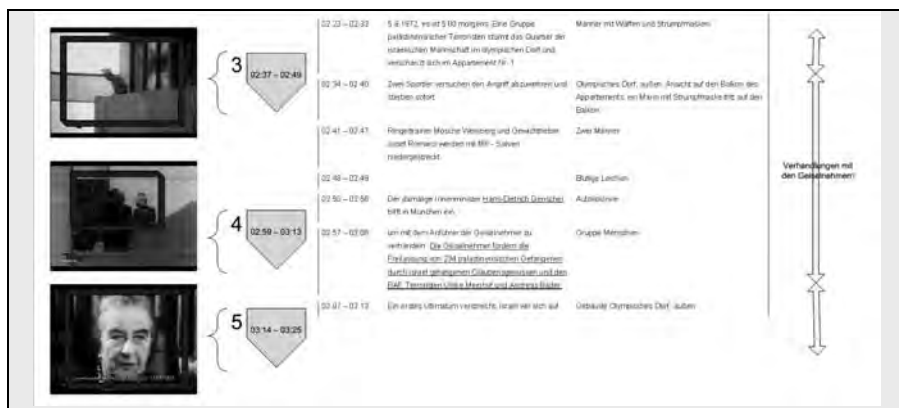 3
02:37 – 02:49
4
02:59 – 03:13
5
03:14 – 03:25
02:23 – 02:33
5.9.1972, es ist 5.00 morgens. Eine Gruppe
palästinensischer Terroristen stürmt das Quartier der
israelischen Mannschaft im olympischen Dorf und
verschanzt sich im Appartement Nr. 1
Männer mit Waffen und Strumpfmasken
02:34 – 02:40
Zwei Sportler versuchen den Angriff abzuwehren und
sterben sofort
Olympisches Dorf, außen. Ansicht auf den Balkon des
Appartements, ein Mann mit Strumpfmaske tritt auf den
Balkon
02:41 – 02:47
Ringertrainer Mosche Weinberg und Gewichtheber
Josef Romano werden mit MP - Salven
niedergestreckt.
Zwei Männer
02:48 – 02:49
Blutige Leichen
02:50 – 02:56
Der damalige Innenminister Hans-Dietrich Genscher
trifft in München ein,
Autokolonne
02:57 – 03:06
um mit dem Anführer der Geiselnehmer zu
verhandeln. Die Geiselnehmer fordern die
Freilassung von 234 palästinensischen Gefangenen
durch Israel gefangenen Glaubensgenossen und den
RAF Terroristen Ulrike Meinhof und Andreas Bader.
Gruppe Menschen
03:07 – 03:13
Ein erstes Ultimatum verstreicht, Israel
Gebäude Olympisches Dorf, außen
Verhandlungen mit
den Geiselnehmern!